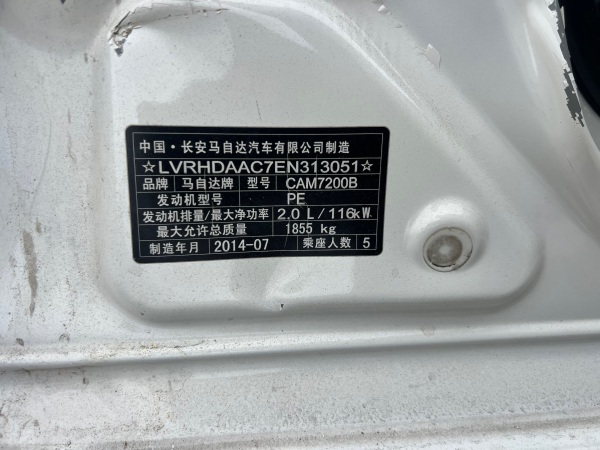 中国·长安马自达汽车有限公司制造
☆LVRHDAAC7EN313051☆
品牌 马自达牌 型号 CAM7200B
发动机型号 PE
发动机排量/最大净功率 2.0 L/116kW
最大允许总质量 1855 kg
制造年月 2014-07 乘座人数 5